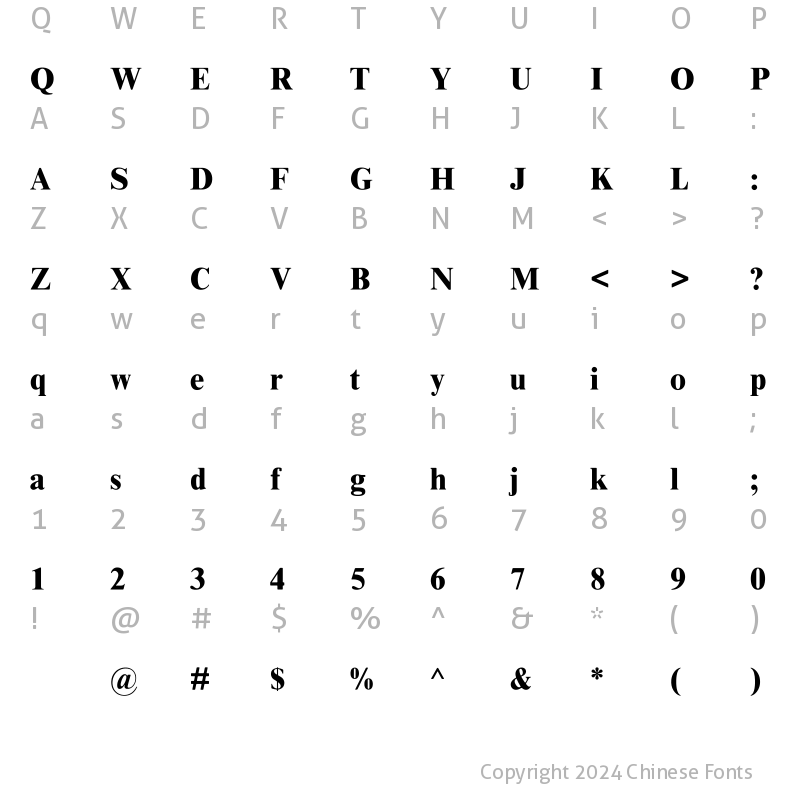 Q W E R T Y U I O P
Q W E R T Y U I O P
A S D F G H J K L :
A S D F G H J K L :
Z X C V B N M < > ?
Z X C V B N M < > ?
q w e r t y u i o p
q w e r t y u i o p
a s d f g h j k l ;
a s d f g h j k l ;
1 2 3 4 5 6 7 8 9 0
1 2 3 4 5 6 7 8 9 0
! @ # $ % ^ & * ( )
@ # $ % ^ & * ( )
Copyright 2024 Chinese Fonts